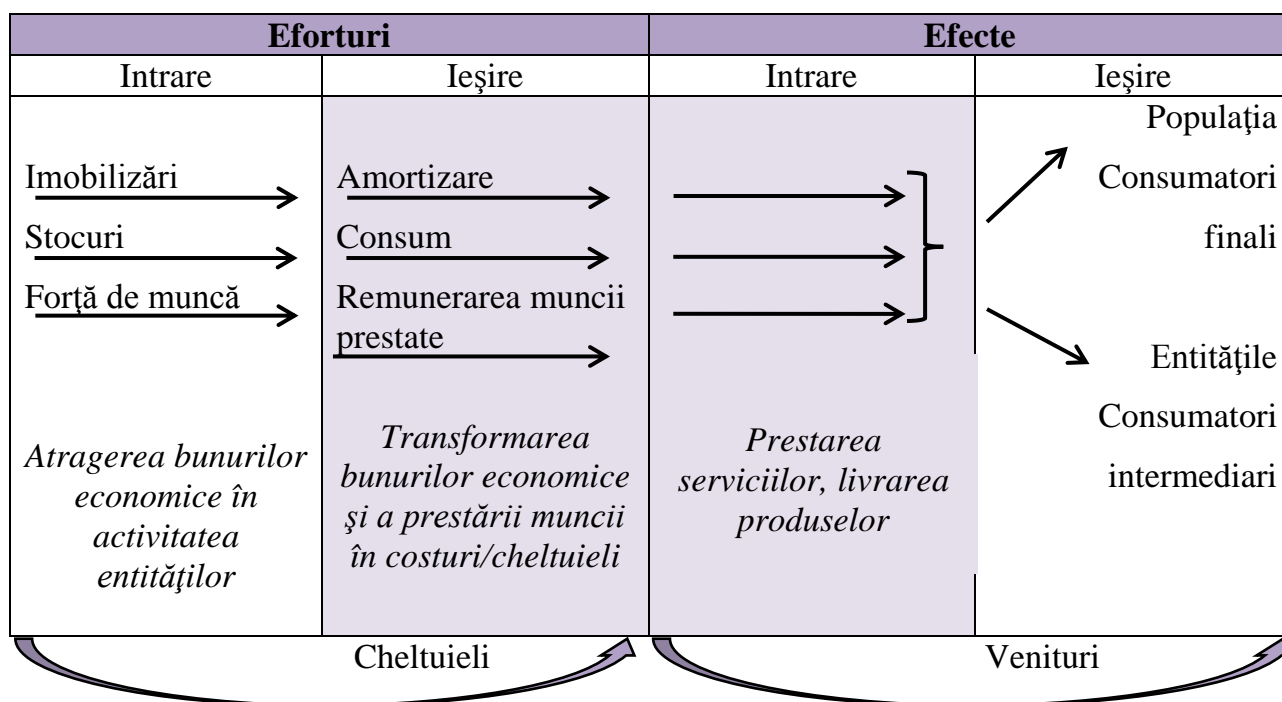 Eforturi
Efecte
Intrare
Ieşire
Intrare
Ieşire
Imobilizări
Stocuri
Forţă de muncă
Atragerea bunurilor
economice în
activitatea
entităţilor
Amortizare
Consum
Remunerarea muncii
prestate
Transformarea
bunurilor economice
şi a prestării muncii
în costuri/cheltuieli
Prestarea
serviciilor, livrarea
produselor
Populaţia
Consumatori
finali
Entităţile
Consumatori
intermediari
Cheltuieli
Venituri